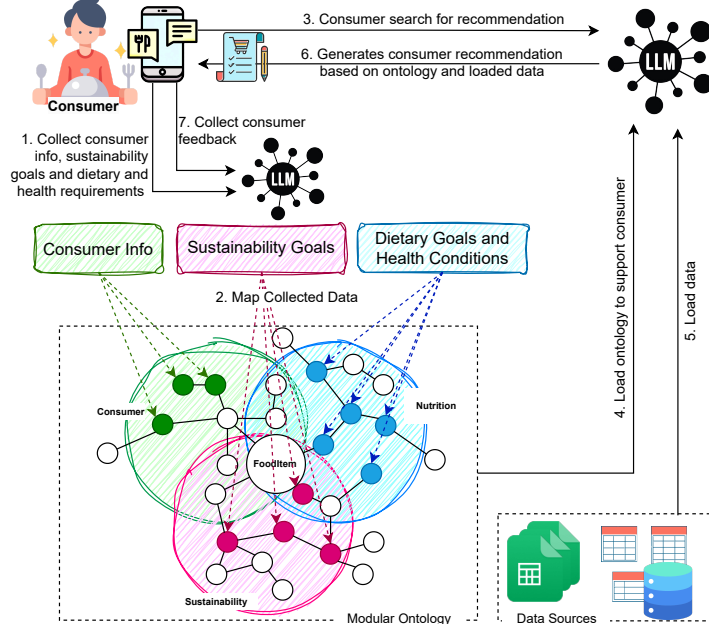 3. Consumer search for recommendation
6. Generates consumer recommendation
based on ontology and loaded data
LLM
Consumer
1. Collect consumer
info, sustainability
goals and dietary and
health requirements
7. Collect consumer
feedback
LLM
Consumer Info
Sustainability Goals
Dietary Goals and
Health Conditions
2. Map Collected Data
Consumer
Nutrition
FoodItem
Sustainability
Modular Ontology
4. Load ontology to support consumer
5. Load data
Data Sources